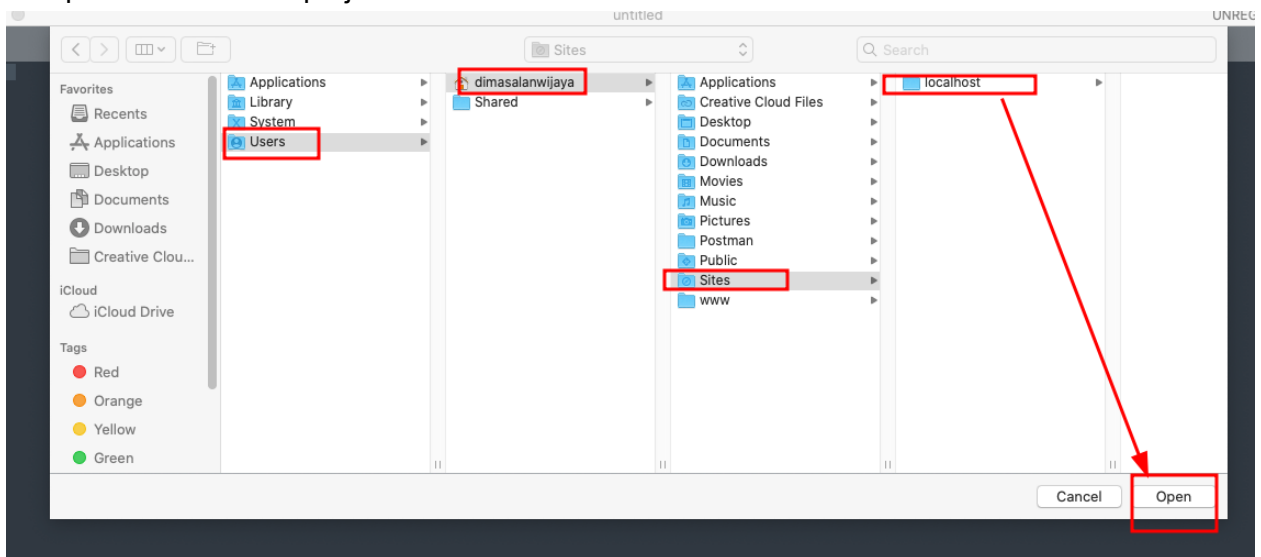 untitled
UNREG
Sites
Search
Favorites
Recents
Applications
Desktop
Documents
Downloads
Creative Clou...
iCloud
iCloud Drive
Tags
Red
Orange
Yellow
Green
Applications
Library
System
Users
dimasalanwijaya
Shared
Applications
Creative Cloud Files
Desktop
Documents
Downloads
Movies
Music
Pictures
Postman
Public
Sites
www
localhost
Cancel
Open